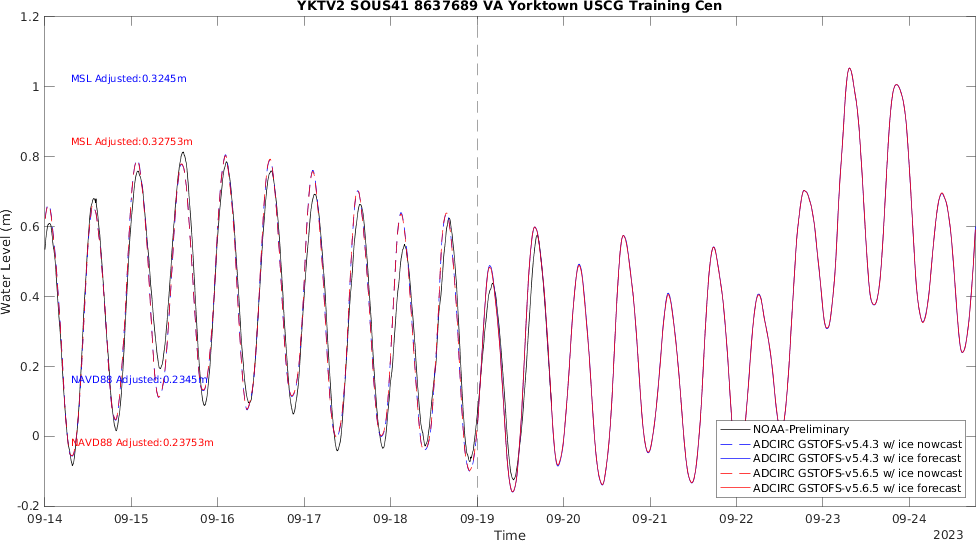 YKTV2 SOUS41 8637689 VA Yorktown USCG Training Cen
1.2
1
0.8
0.6
0.4
0.2
0
-0.2
Water Level (m)
MSL Adjusted:0.3245m
MSL Adjusted:0.32753m
NAVD88 Adjusted:0.2345m
NAVD88 Adjusted:0.23753m
NOAA-Preliminary
ADCIRC GSTOFS-v5.4.3 w/ ice nowcast
ADCIRC GSTOFS-v5.4.3 w/ ice forecast
ADCIRC GSTOFS-v5.6.5 w/ ice nowcast
ADCIRC GSTOFS-v5.6.5 w/ ice forecast
09-14 09-15 09-16 09-17 09-18 09-19 09-20 09-21 09-22 09-23 09-24
Time
2023